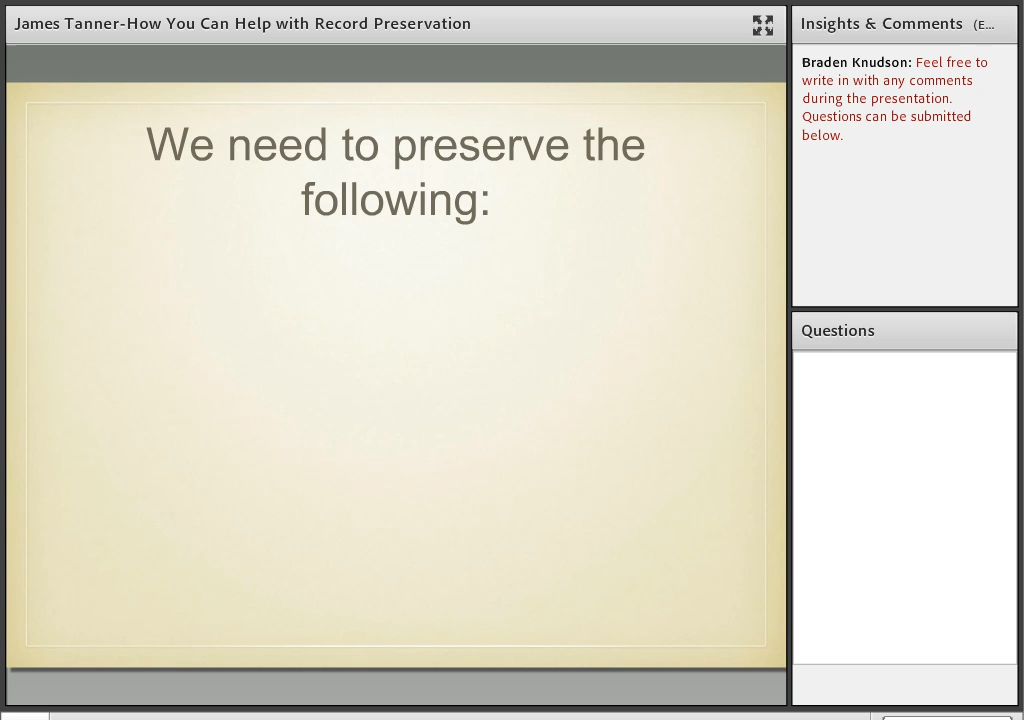 James Tanner-How You Can Help with Record Preservation
We need to preserve the
following:
Insights & Comments (E...
Braden Knudson: Feel free to
write in with any comments
during the presentation.
Questions can be submitted
below.
Questions